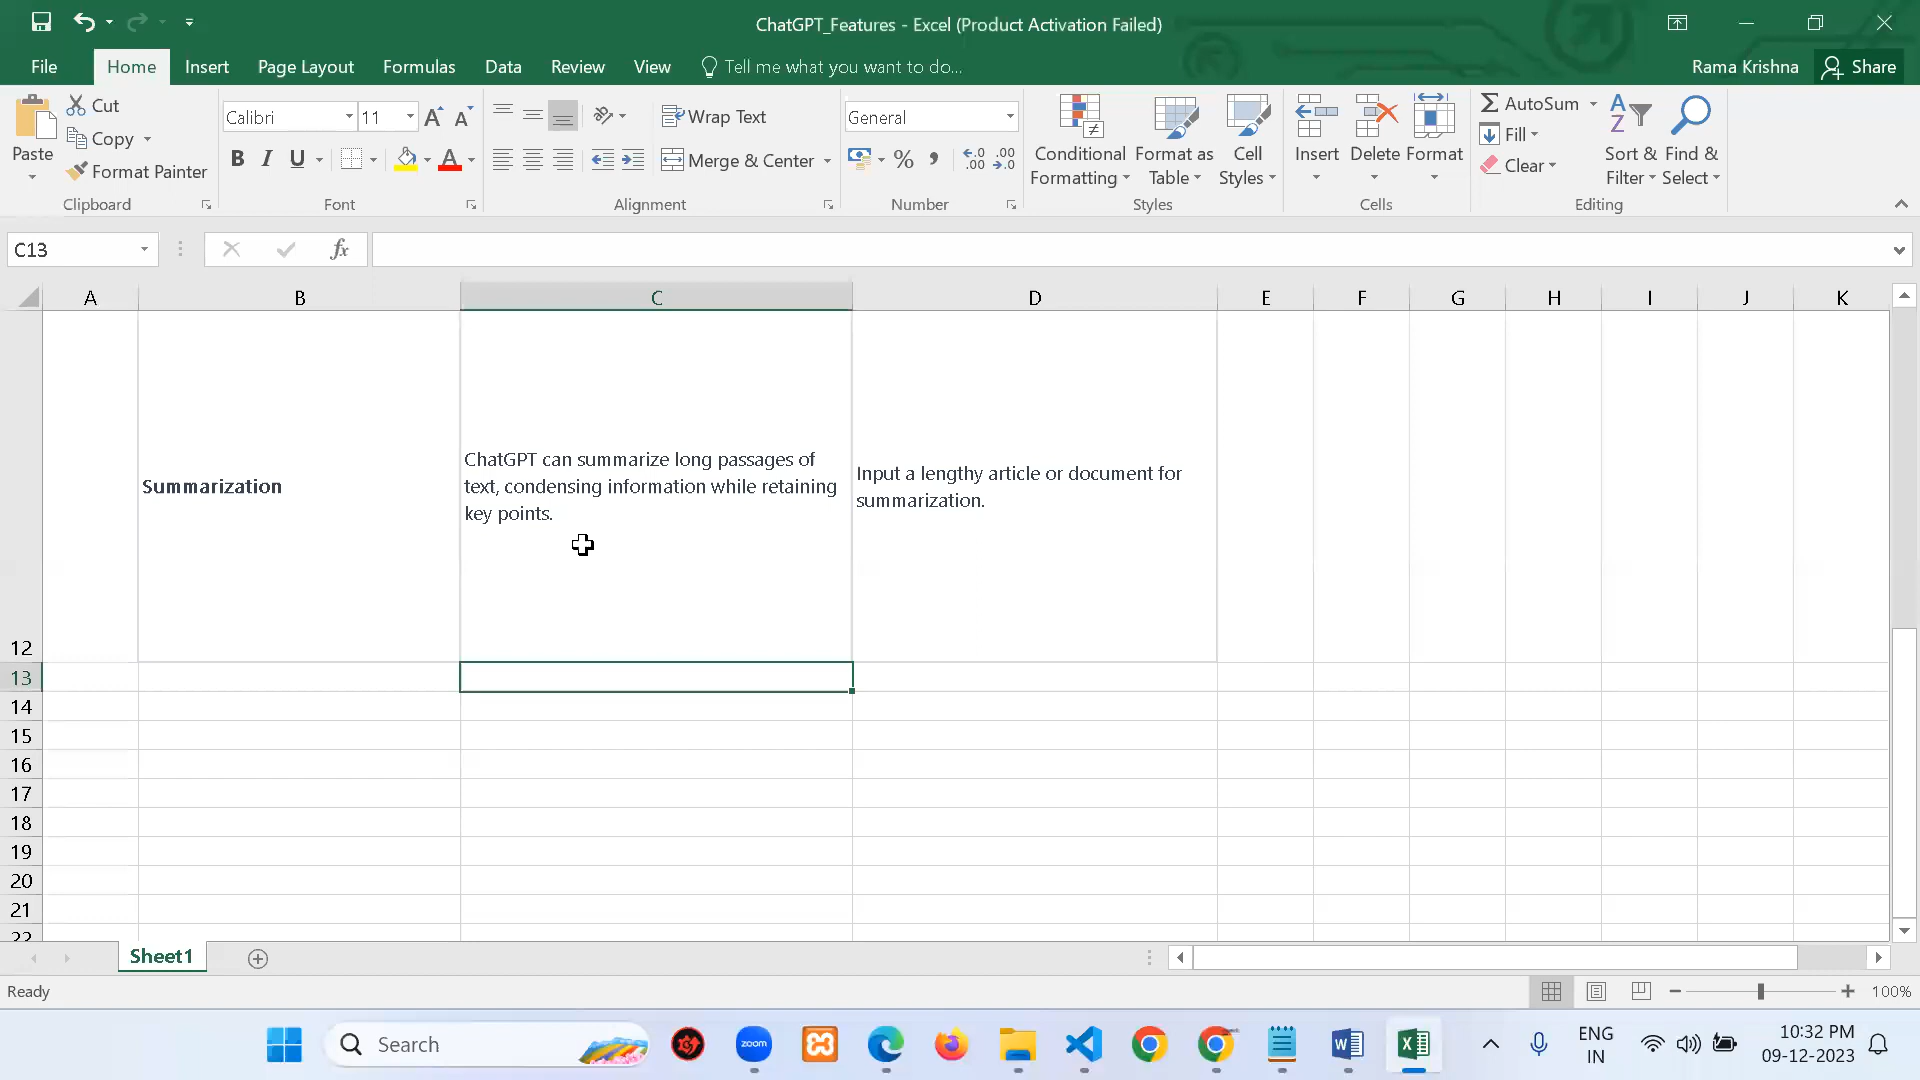 ChatGPT_Features - Excel (Product Activation Failed)
File Home Insert Page Layout Formulas Data Review View Tell me what you want to do... Rama Krishna Share
Paste
Cut
Copy
Format Painter
Clipboard
Calibri 11
B I U
Font
Wrap Text
Merge & Center
Alignment
General
% ,
Number
Conditional Formatting
Format as Table
Cell Styles
Styles
Insert Delete Format
Cells
AutoSum
Fill
Clear
Sort & Filter
Find & Select
Editing
C13 fx
A B C D E F G H I J K
Summarization
ChatGPT can summarize long passages of
text, condensing information while retaining
key points.
Input a lengthy article or document for
summarization.
12
13
14
15
16
17
18
19
20
21
22
Sheet1
Ready 100%
Search
zoom
ENG
IN
10:32 PM
09-12-2023